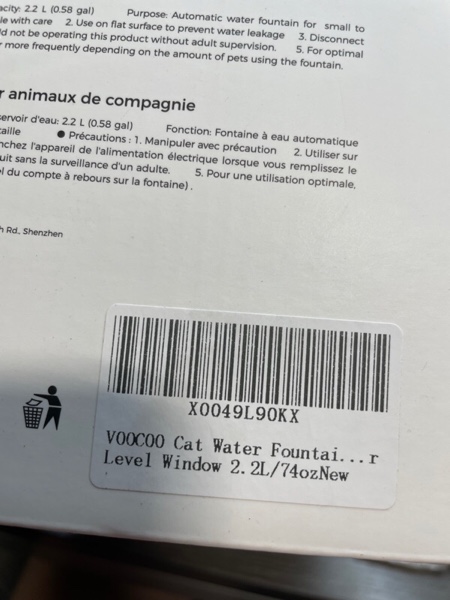 acity: 2.2 L (0.58 gal) Purpose: Automatic water fountain for small to
le with care 2. Use on flat surface to prevent water leakage 3. Disconnect
ld not be operating this product without adult supervision. 5. For optimal
r more frequently depending on the amount of pets using the fountain.
r animaux de compagnie
servoir d'eau: 2.2 L (0.58 gal) Fonction: Fontaine à eau automatique
taille ● Précautions : 1. Manipuler avec précaution 2. Utiliser sur
nchez l'appareil de l'alimentation électrique lorsque vous remplissez le
uit sans la surveillance d'un adulte. 5. Pour une utilisation optimale,
l du compte à rebours sur la fontaine) .
h Rd., Shenzhen
X0049L90KX
VOOCOO Cat Water Fountai...r
Level Window 2.2L/74ozNew